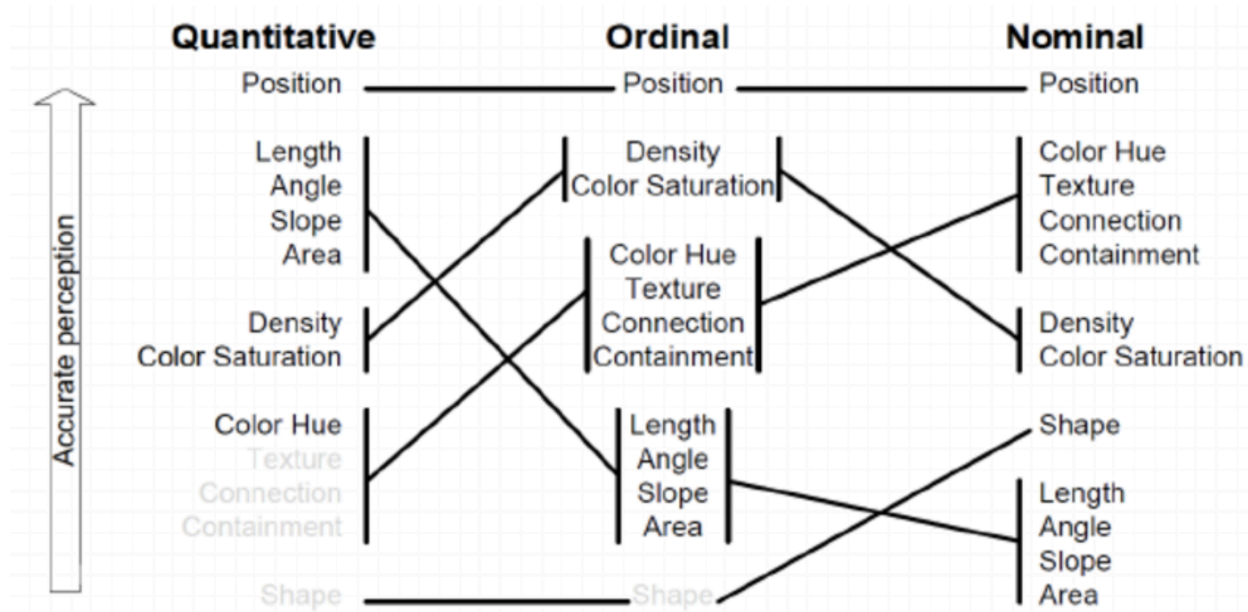 Quantitative
Ordinal
Nominal
Accurate perception
Position
Length
Angle
Slope
Area
Density
Color Saturation
Color Hue
Texture
Connection
Containment
Shape
Position
Density
Color Saturation
Color Hue
Texture
Connection
Containment
Length
Angle
Slope
Area
Shape
Position
Color Hue
Texture
Connection
Containment
Density
Color Saturation
Shape
Length
Angle
Slope
Area